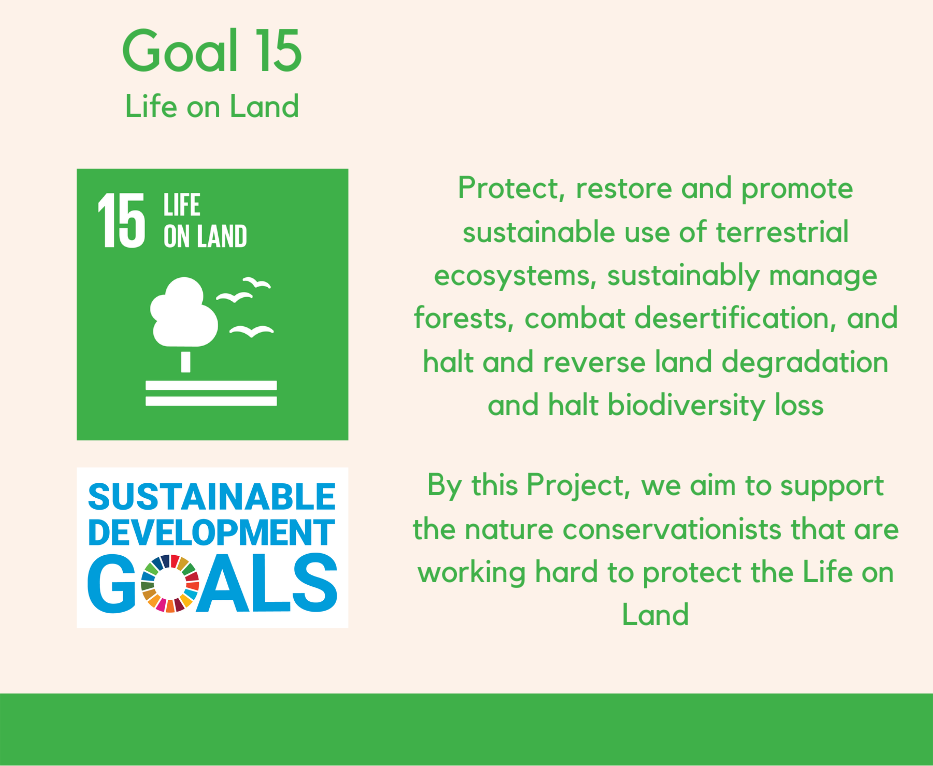 Goal 15
Life on Land
15 LIFE
ON LAND
Protect, restore and promote
sustainable use of terrestrial
ecosystems, sustainably manage
forests, combat desertification, and
halt and reverse land degradation
and halt biodiversity loss
SUSTAINABLE
DEVELOPMENT
GOALS
By this Project, we aim to support
the nature conservationists that are
working hard to protect the Life on
Land